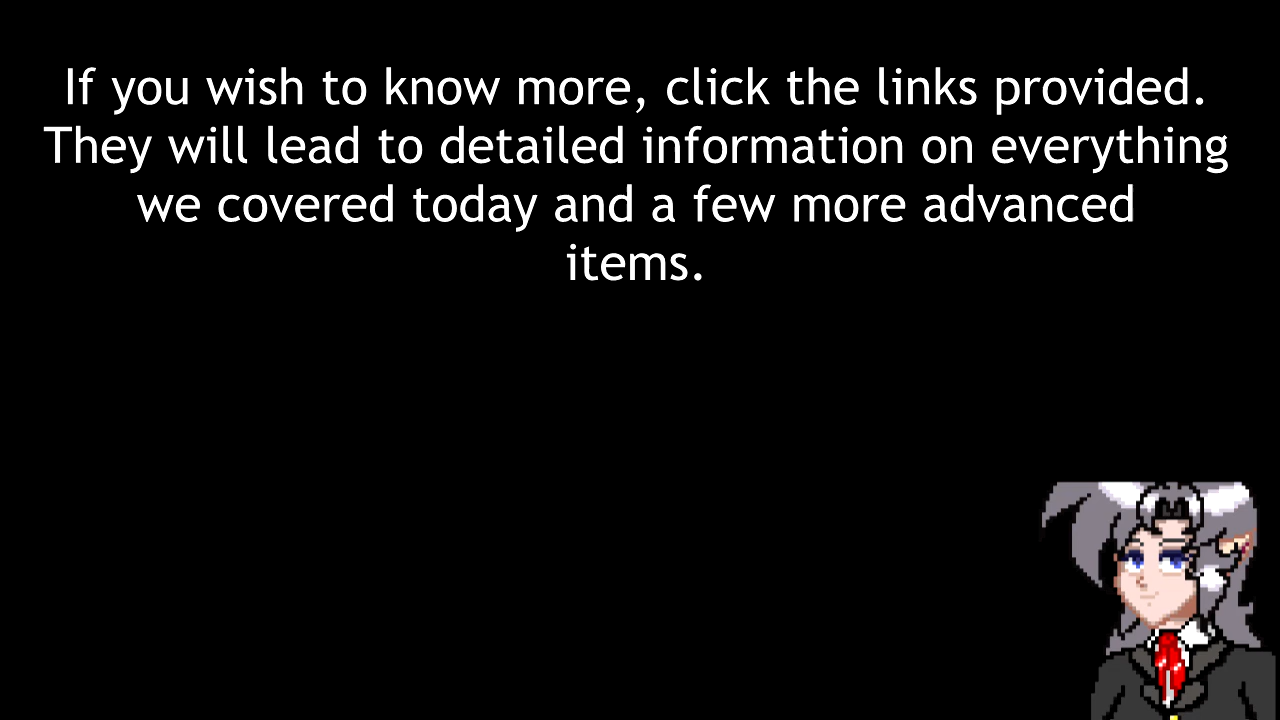 If you wish to know more, click the links provided.
They will lead to detailed information on everything
we covered today and a few more advanced
items.